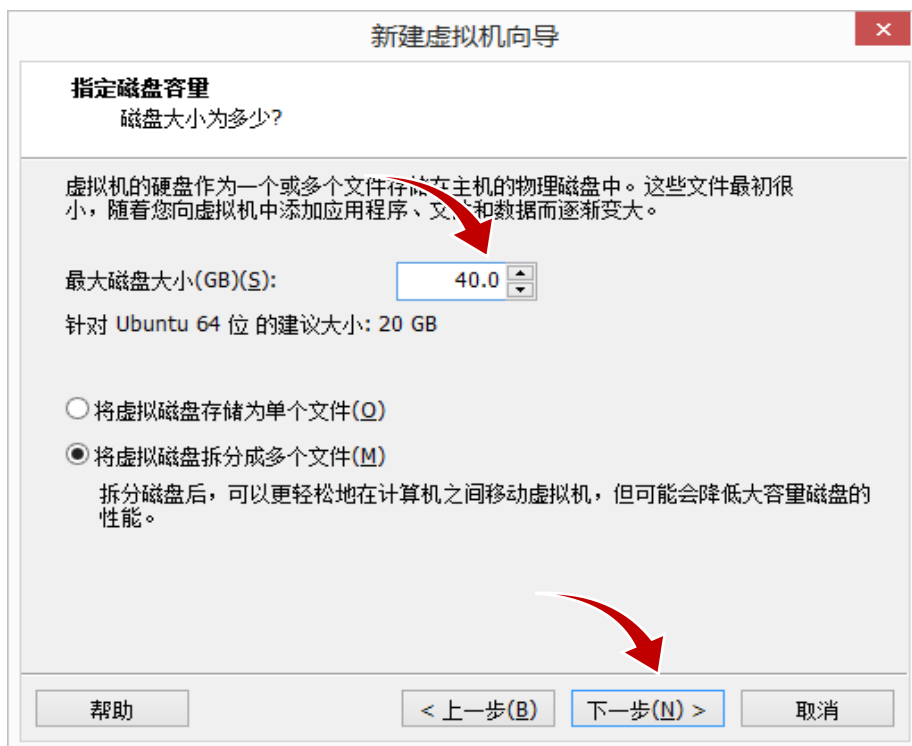 新建虚拟机向导
指定磁盘容量
磁盘大小为多少?
虚拟机的硬盘作为一个或多个文件存储在主机的物理磁盘中。这些文件最初很
小，随着您向虚拟机中添加应用程序、文件和数据而逐渐变大。
最大磁盘大小(GB)(S): 40.0
针对 Ubuntu 64 位 的建议大小: 20 GB
将虚拟磁盘存储为单个文件(O)
将虚拟磁盘拆分成多个文件(M)
拆分磁盘后，可以更轻松地在计算机之间移动虚拟机，但可能会降低大容量磁盘的
性能。
帮助 < 上一步(B) 下一步(N) > 取消